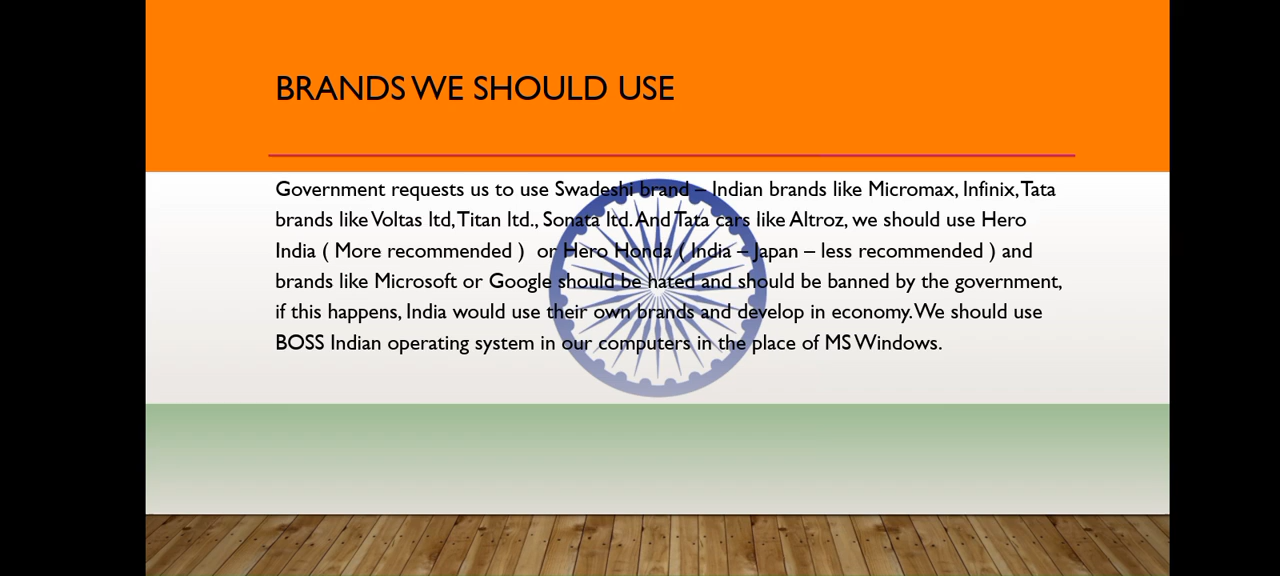 BRANDS WE SHOULD USE
Government requests us to use Swadeshi brand – Indian brands like Micromax, Infinix, Tata
brands like Voltas ltd, Titan ltd., Sonata ltd. And Tata cars like Altroz, we should use Hero
India ( More recommended )  or Hero Honda ( India – Japan – less recommended ) and
brands like Microsoft or Google should be hated and should be banned by the government,
if this happens, India would use their own brands and develop in economy. We should use
BOSS Indian operating system in our computers in the place of MS Windows.